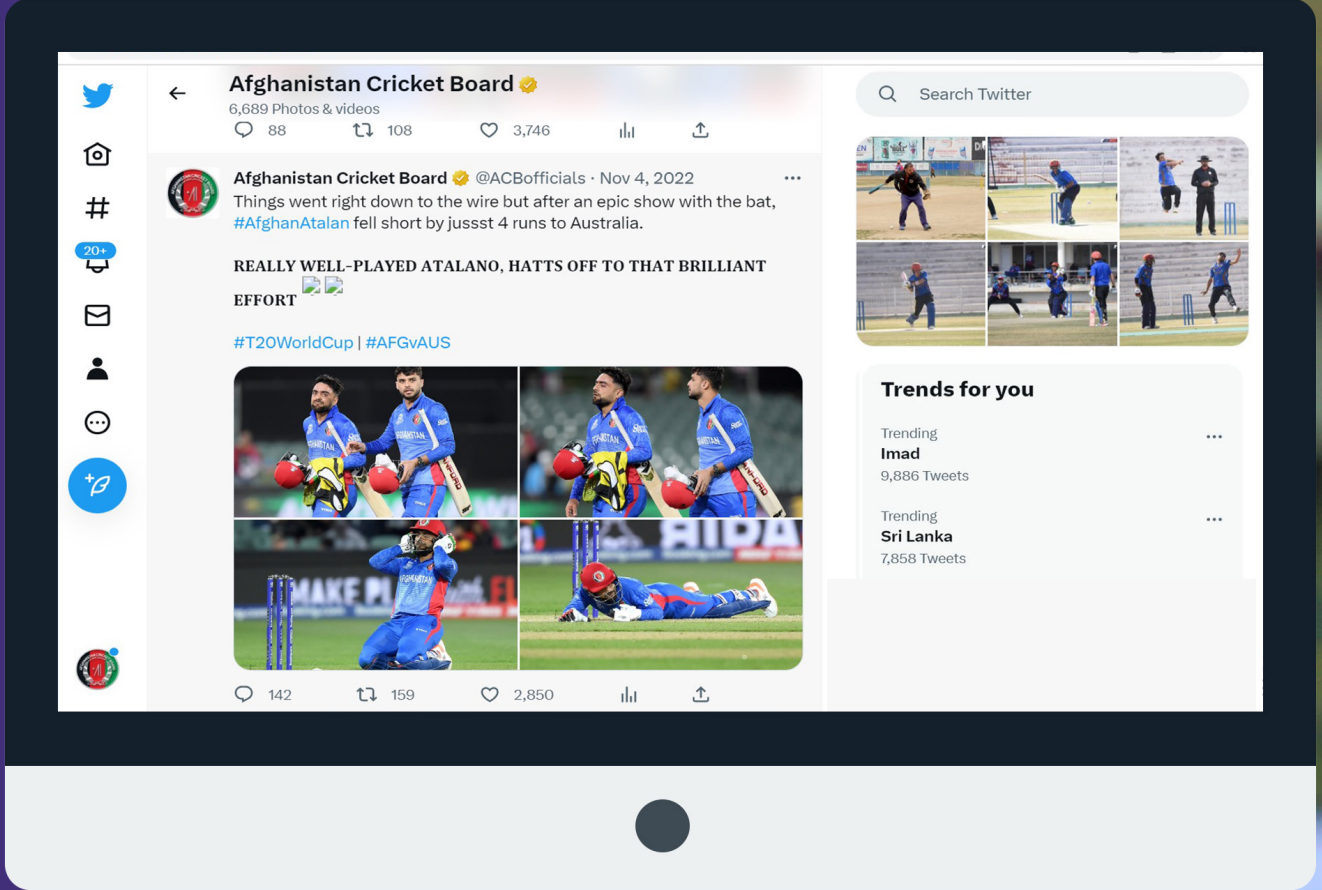 Afghanistan Cricket Board
6,689 Photos & videos
88 108 3,746
Afghanistan Cricket Board @ACBofficials · Nov 4, 2022
Things went right down to the wire but after an epic show with the bat,
#AfghanAtalan fell short by jussst 4 runs to Australia.
REALLY WELL-PLAYED ATALANO, HATTS OFF TO THAT BRILLIANT
EFFORT
#T20WorldCup | #AFGvAUS
AFGHANISTAN
MAKE
142 159 2,850
20+
Search Twitter
Trends for you
Trending
Imad
9,886 Tweets
Trending
Sri Lanka
7,858 Tweets